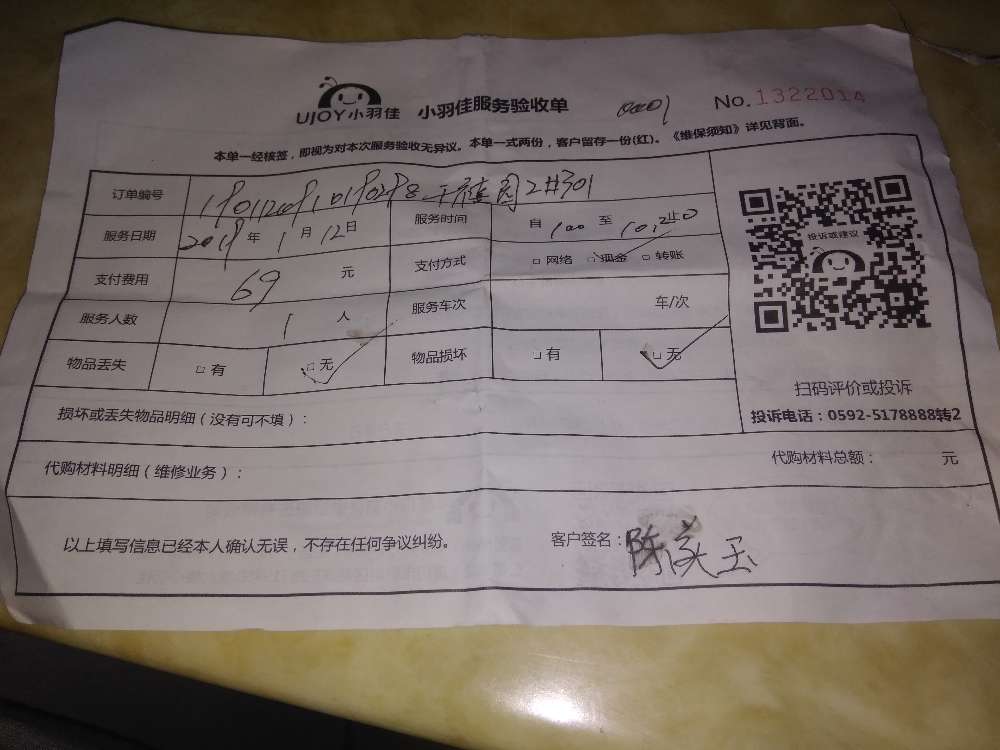 UJOY小羽佳 小羽佳服务验收单 No.1322014
本单一经核签，即视为对本次服务验收无异议。本单一式两份，客户留存一份(红)。《维保须知》详见背面。
订单编号 2#301
服务日期 2019年1月12日 服务时间 自 至
支付费用 69 元 支付方式 □网络 □现金 □转账
服务人数 1 人 服务车次 车/次
物品丢失 □有 □无 物品损坏 □有 □无
投诉或建议
扫码评价或投诉
投诉电话：0592-5178888转2
损坏或丢失物品明细（没有可不填）：
代购材料明细（维修业务）： 代购材料总额： 元
以上填写信息已经本人确认无误，不存在任何争议纠纷。 客户签名：陈美玉